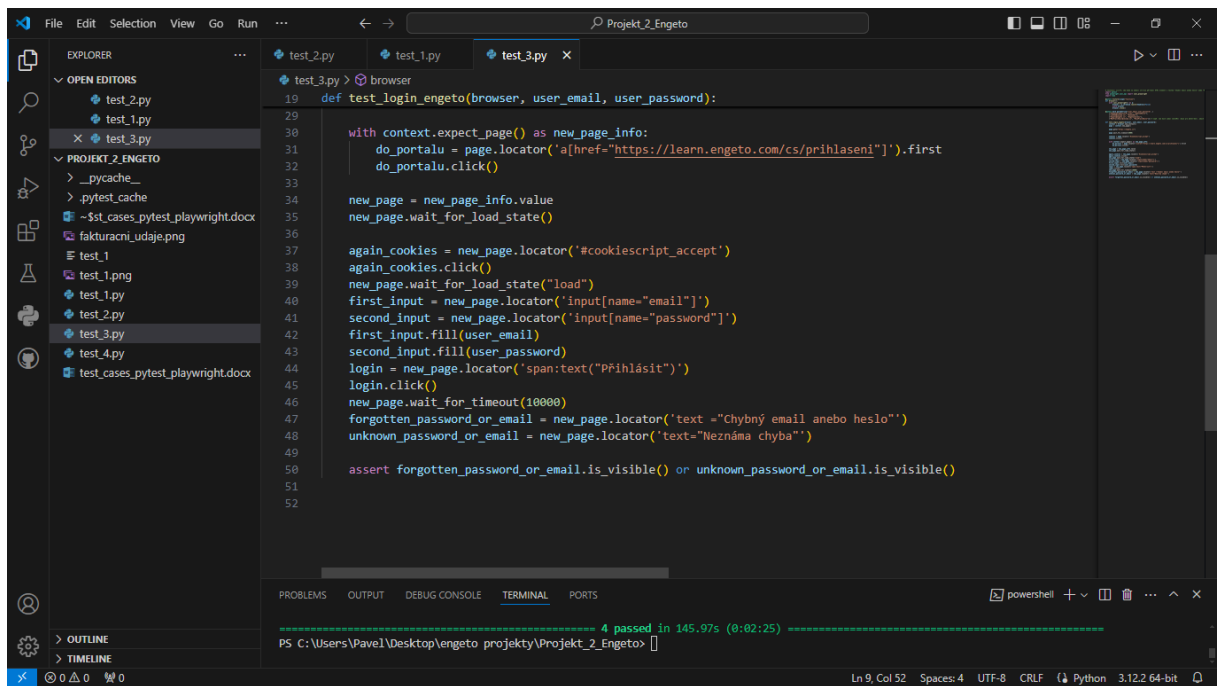 File Edit Selection View Go Run ··· Projekt_2_Engeto
EXPLORER ···
OPEN EDITORS
test_2.py
test_1.py
test_3.py
PROJEKT_2_ENGETO
__pycache__
.pytest_cache
~$st_cases_pytest_playwright.docx
fakturacni_udaje.png
test_1
test_1.png
test_1.py
test_2.py
test_3.py
test_4.py
test_cases_pytest_playwright.docx
OUTLINE
TIMELINE
test_2.py test_1.py test_3.py
test_3.py > browser
19 def test_login_engeto(browser, user_email, user_password):
29
30 with context.expect_page() as new_page_info:
31 do_portalu = page.locator('a[href="https://learn.engeto.com/cs/prihlaseni"]').first
32 do_portalu.click()
33
34 new_page = new_page_info.value
35 new_page.wait_for_load_state()
36
37 again_cookies = new_page.locator('#cookiescript_accept')
38 again_cookies.click()
39 new_page.wait_for_load_state("load")
40 first_input = new_page.locator('input[name="email"]')
41 second_input = new_page.locator('input[name="password"]')
42 first_input.fill(user_email)
43 second_input.fill(user_password)
44 login = new_page.locator('span:text("Přihlásit")')
45 login.click()
46 new_page.wait_for_timeout(10000)
47 forgotten_password_or_email = new_page.locator('text ="Chybný email anebo heslo"')
48 unknown_password_or_email = new_page.locator('text="Neznáma chyba"')
49
50 assert forgotten_password_or_email.is_visible() or unknown_password_or_email.is_visible()
51
52
PROBLEMS OUTPUT DEBUG CONSOLE TERMINAL PORTS powershell
4 passed in 145.97s (0:02:25)
PS C:\Users\Pavel\Desktop\engeto projekty\Projekt_2_Engeto>
0 0 0 Ln 9, Col 52 Spaces: 4 UTF-8 CRLF Python 3.12.2 64-bit